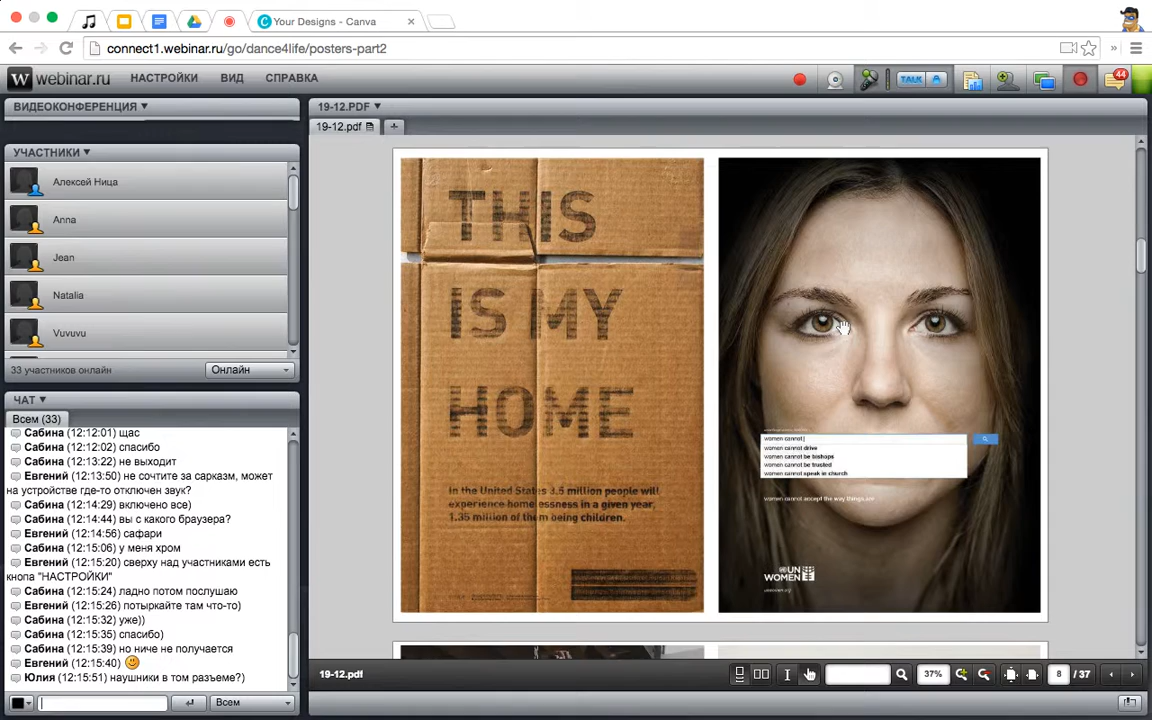 Your Designs - Canva
connect1.webinar.ru/go/dance4life/posters-part2
W webinar.ru НАСТРОЙКИ ВИД СПРАВКА
TALK
44
ВИДЕОКОНФЕРЕНЦИЯ
19-12.PDF
19-12.pdf
УЧАСТНИКИ
Алексей Ница
Anna
Jean
Natalia
Vuvuvu
33 участников онлайн
Онлайн
ЧАТ
Всем (33)
Сабина (12:12:01) щас
Сабина (12:12:02) спасибо
Сабина (12:13:22) не выходит
Евгений (12:13:50) не сочтите за сарказм, может
на устройстве где-то отключен звук?
Сабина (12:14:29) включено все)
Евгений (12:14:44) вы с какого браузера?
Евгений (12:14:56) сафари
Сабина (12:15:06) у меня хром
Евгений (12:15:20) сверху над участниками есть
кнопа "НАСТРОЙКИ"
Сабина (12:15:24) ладно потом послушаю
Евгений (12:15:26) потыркайте там что-то)
Сабина (12:15:32) уже))
Сабина (12:15:35) спасибо)
Сабина (12:15:39) но ниче не получается
Евгений (12:15:40)
Юлия (12:15:51) наушники в том разъеме?)
Всем
THIS
IS MY
HOME
In the United States 3.5 million people will
experience homelessness in a given year,
1.35 million of them being children.
women cannot
women cannot drive
women cannot be bishops
women cannot be trusted
women cannot speak in church
women cannot accept the way things are
UN
WOMEN
19-12.pdf
37%
8 / 37